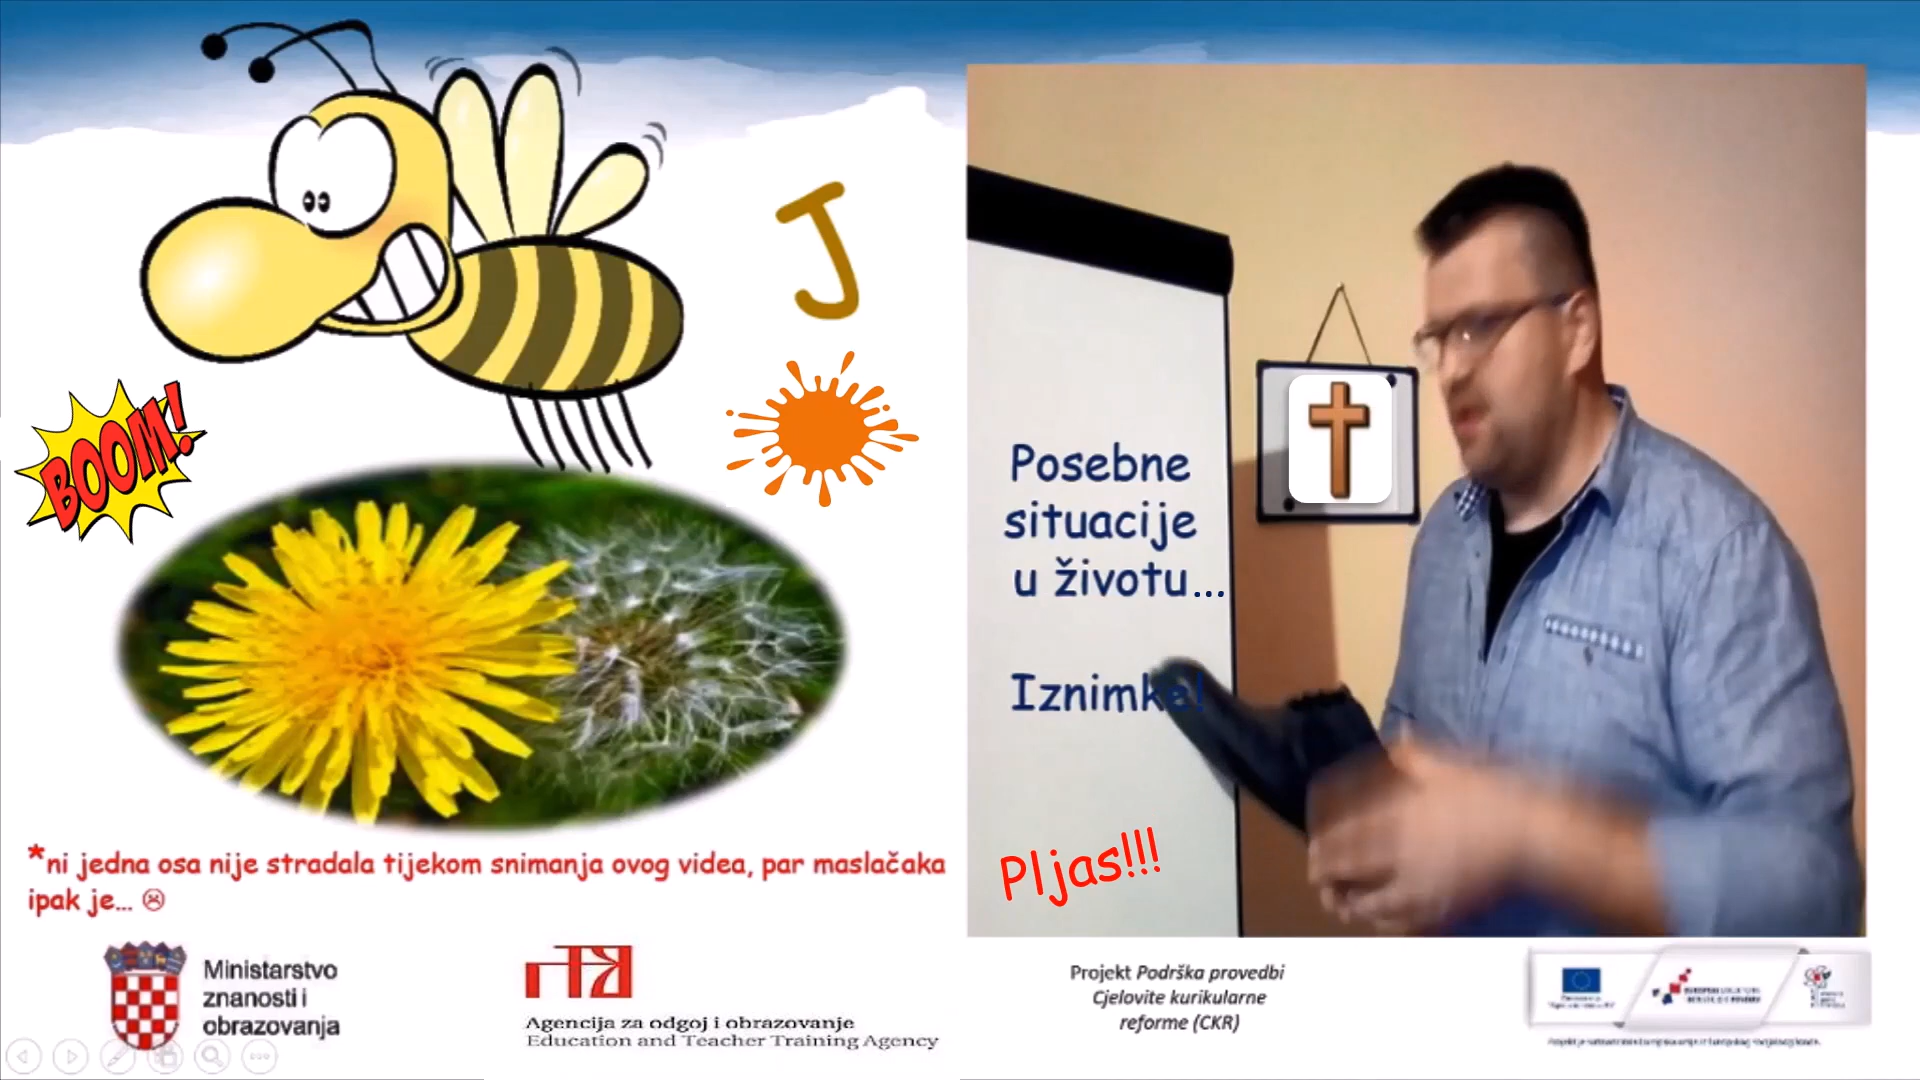 J
BOOM!
*ni jedna osa nije stradala tijekom snimanja ovog videa, par maslačaka
ipak je... ☹
Posebne
situacije
u životu...
Iznimke!
Pljas!!!
Ministarstvo
znanosti i
obrazovanja
Agencija za odgoj i obrazovanje
Education and Teacher Training Agency
Projekt Podrška provedbi
Cjelovite kurikularne
reforme (CKR)